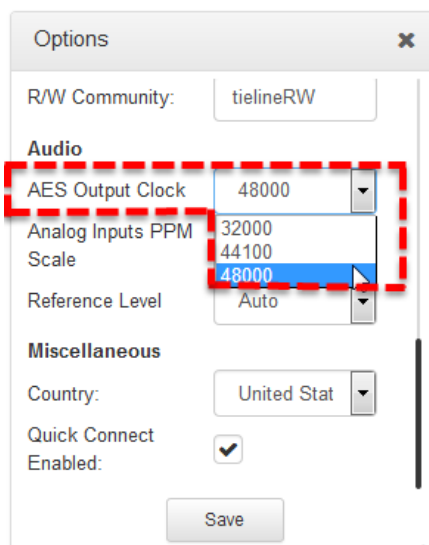 Options
R/W Community: tielineRW
Audio
AES Output Clock 48000
32000
44100
48000
Analog Inputs PPM
Scale
Reference Level Auto
Miscellaneous
Country: United Stat
Quick Connect
Enabled:
Save